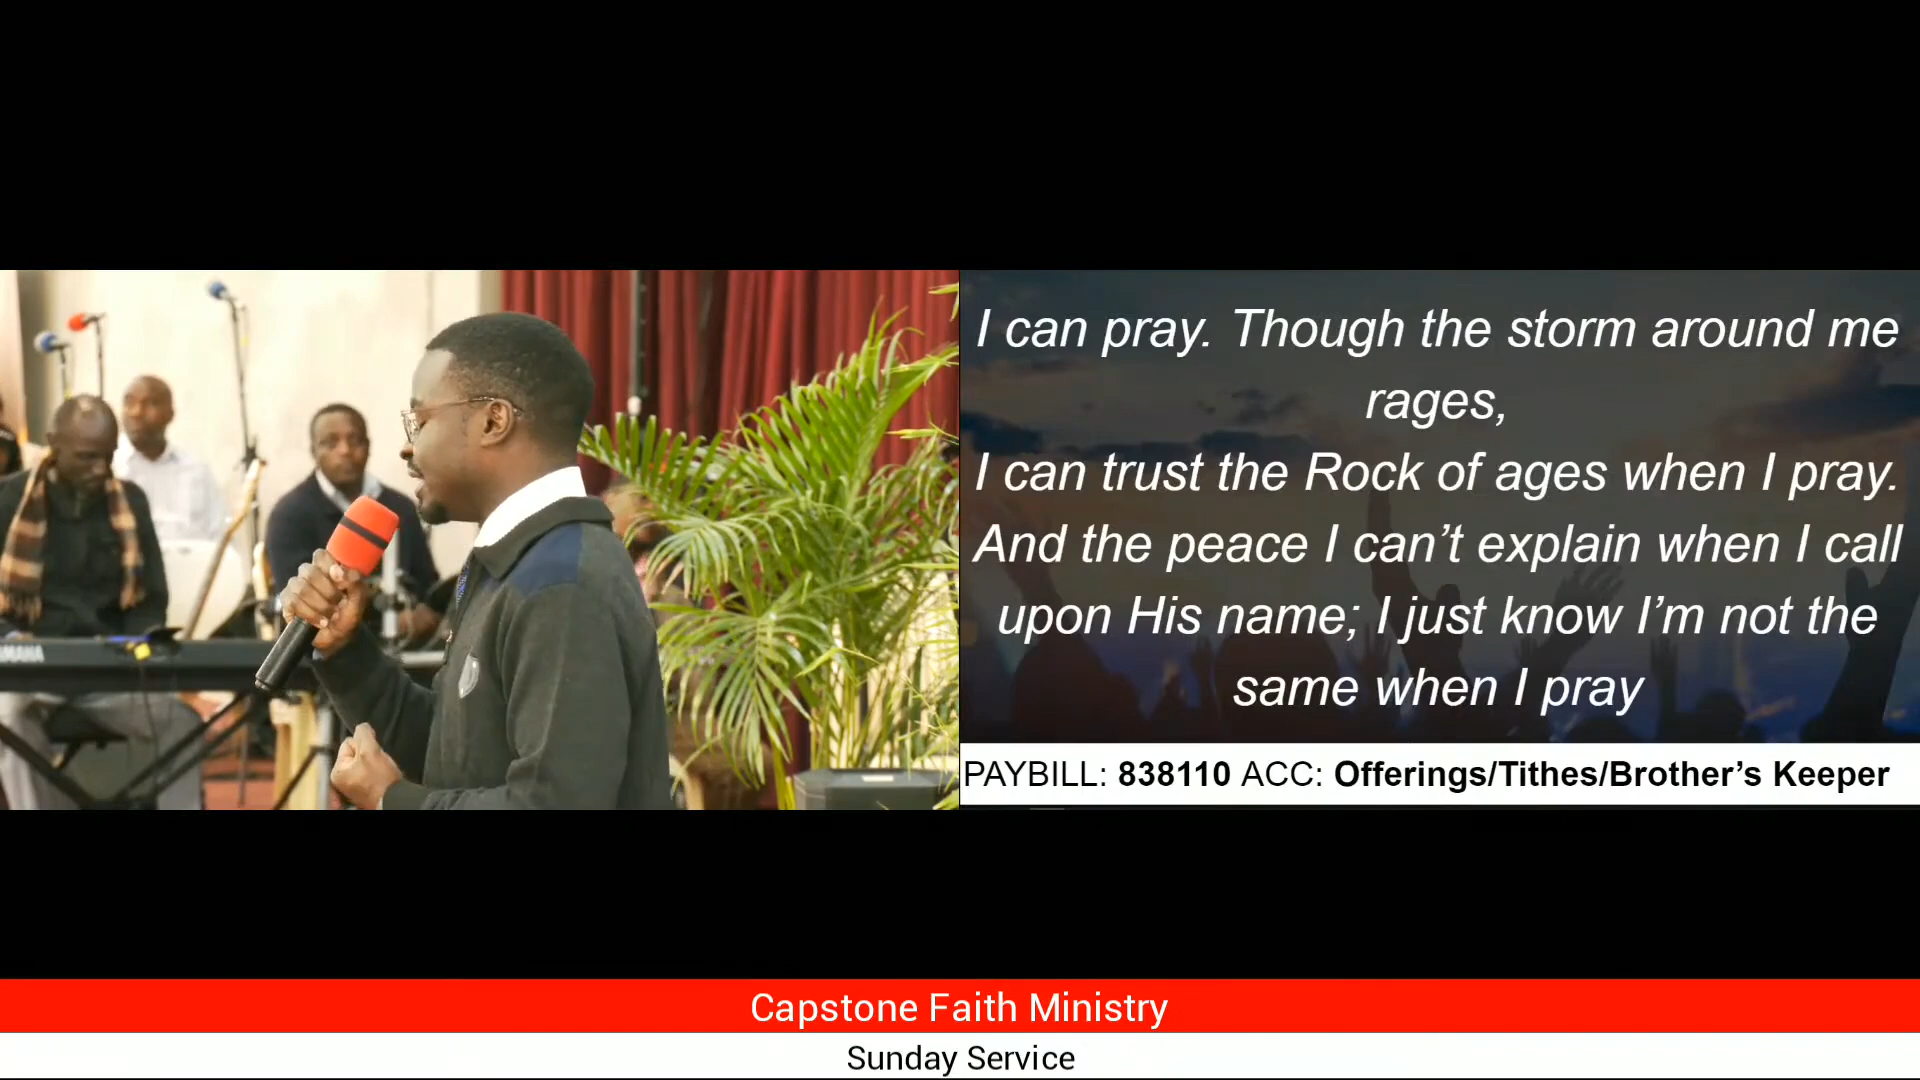 I can pray. Though the storm around me
rages,
I can trust the Rock of ages when I pray.
And the peace I can’t explain when I call
upon His name; I just know I’m not the
same when I pray
PAYBILL: 838110 ACC: Offerings/Tithes/Brother’s Keeper
Capstone Faith Ministry
Sunday Service